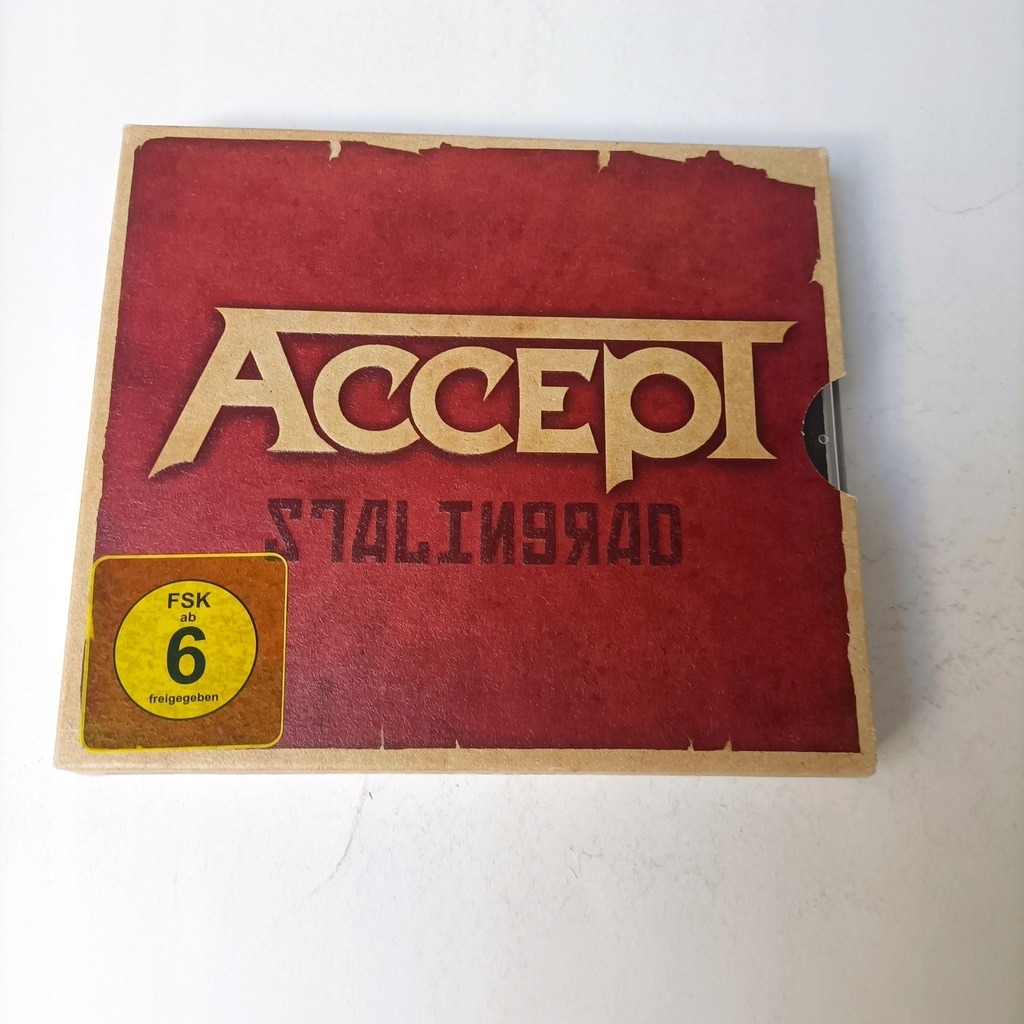 ACCEPT
STALINGRAD
FSK
ab
6
freigegeben